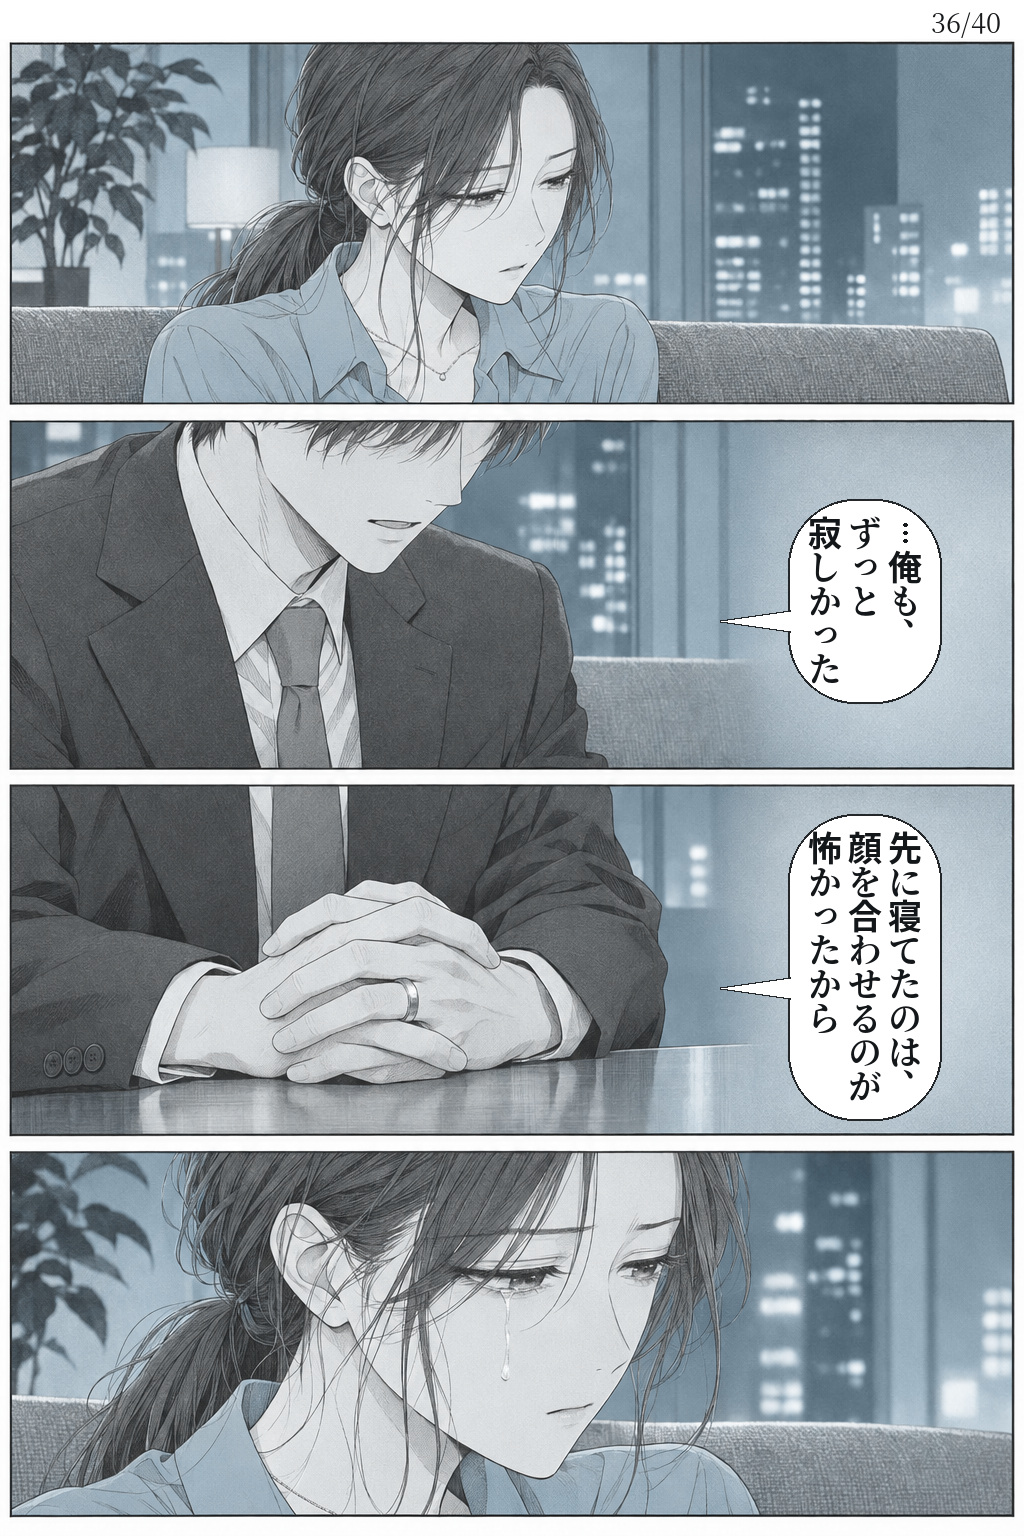 36/40
…俺も、
ずっと
寂しかった
先に寝てたのは、
顔を合わせるのが
怖かったから